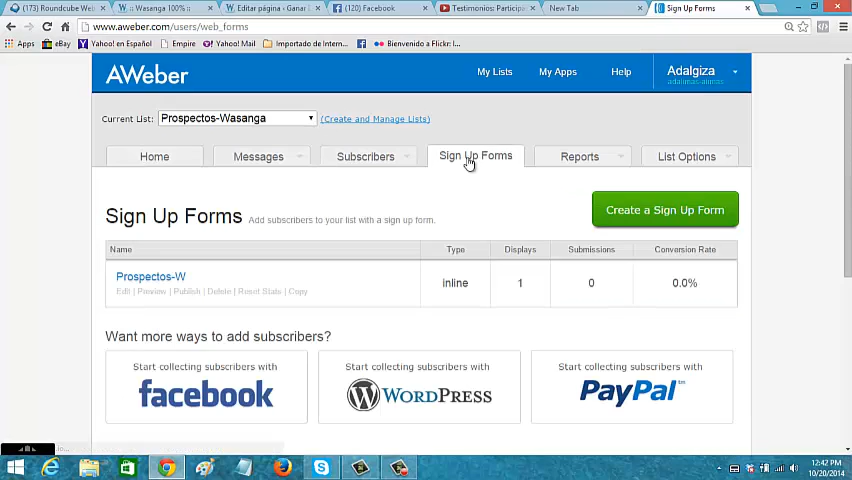 (173) Roundcube Web
:: Wasanga 100% ::
Editar página ‹ Ganar
(120) Facebook
Testimonios: Participa
New Tab
Sign Up Forms
www.aweber.com/users/web_forms
Apps
Yahoo! en Español
Empire
Yahoo! Mail
Importado de Intern...
Bienvenido a Flickr!...
AWeber
My Lists
My Apps
Help
Adalgiza
Current List:
Prospectos-Wasanga
(Create and Manage Lists)
Home
Messages
Subscribers
Sign Up Forms
Reports
List Options
Sign Up Forms
Add subscribers to your list with a sign up form.
Create a Sign Up Form
Name
Type
Displays
Submissions
Conversion Rate
Prospectos-W
inline
1
0
0.0%
Edit | Preview | Publish | Delete | Reset Stats | Copy
Want more ways to add subscribers?
Start collecting subscribers with
facebook
Start collecting subscribers with
WORDPRESS
Start collecting subscribers with
PayPal™
12:42 PM
10/20/2014